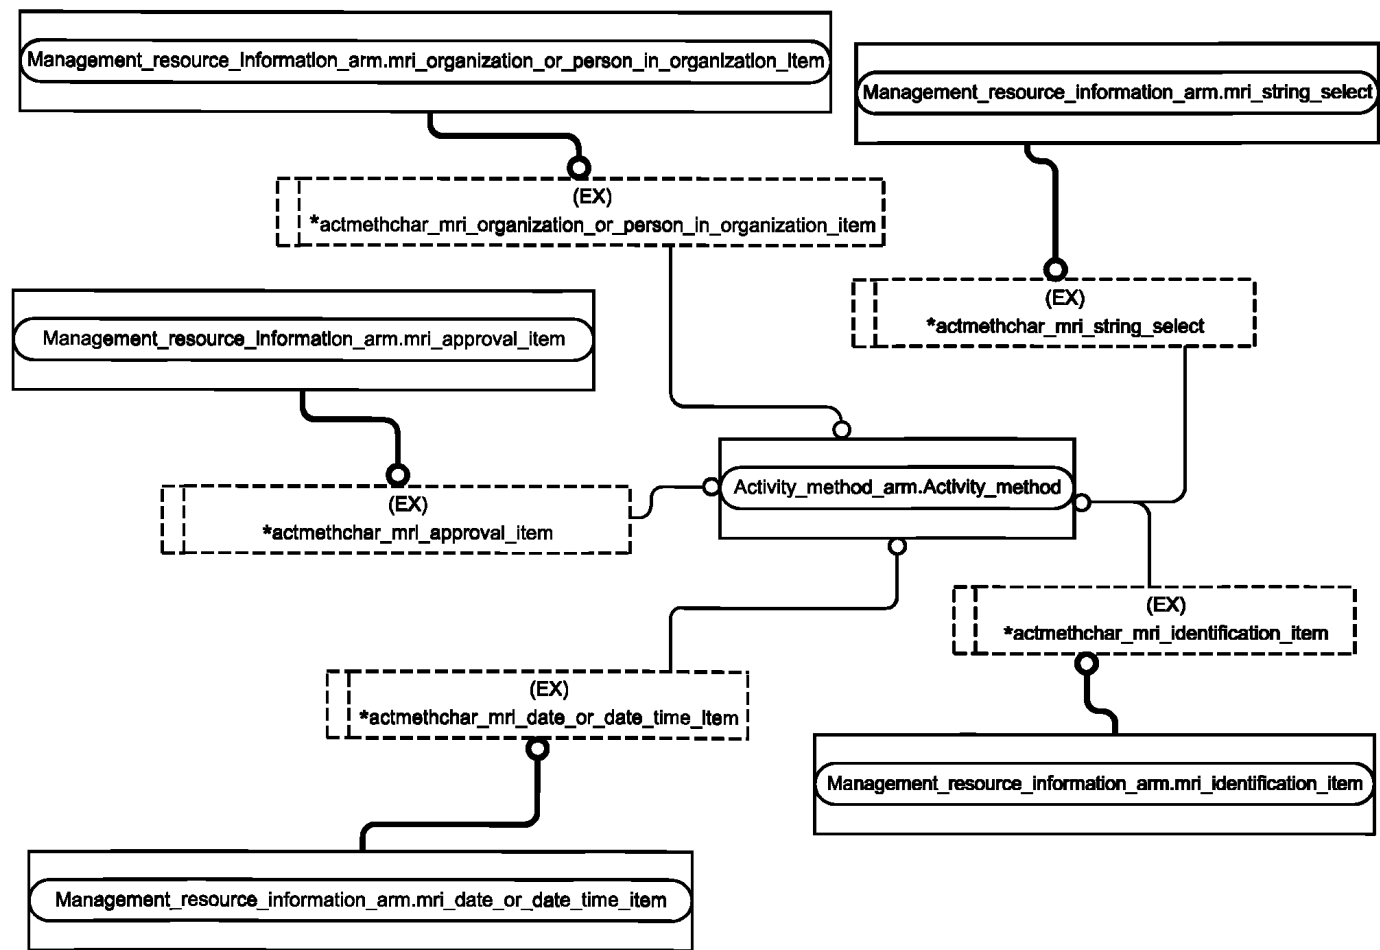 Management_resource_information_arm.mri_organization_or_person_in_organization_item
Management_resource_information_arm.mri_string_select
(EX)
*actmethchar_mri_organization_or_person_in_organization_item
(EX)
*actmethchar_mri_string_select
Management_resource_information_arm.mri_approval_item
Activity_method_arm.Activity_method
(EX)
*actmethchar_mri_approval_item
(EX)
*actmethchar_mri_identification_item
(EX)
*actmethchar_mri_date_or_date_time_item
Management_resource_information_arm.mri_identification_item
Management_resource_information_arm.mri_date_or_date_time_item